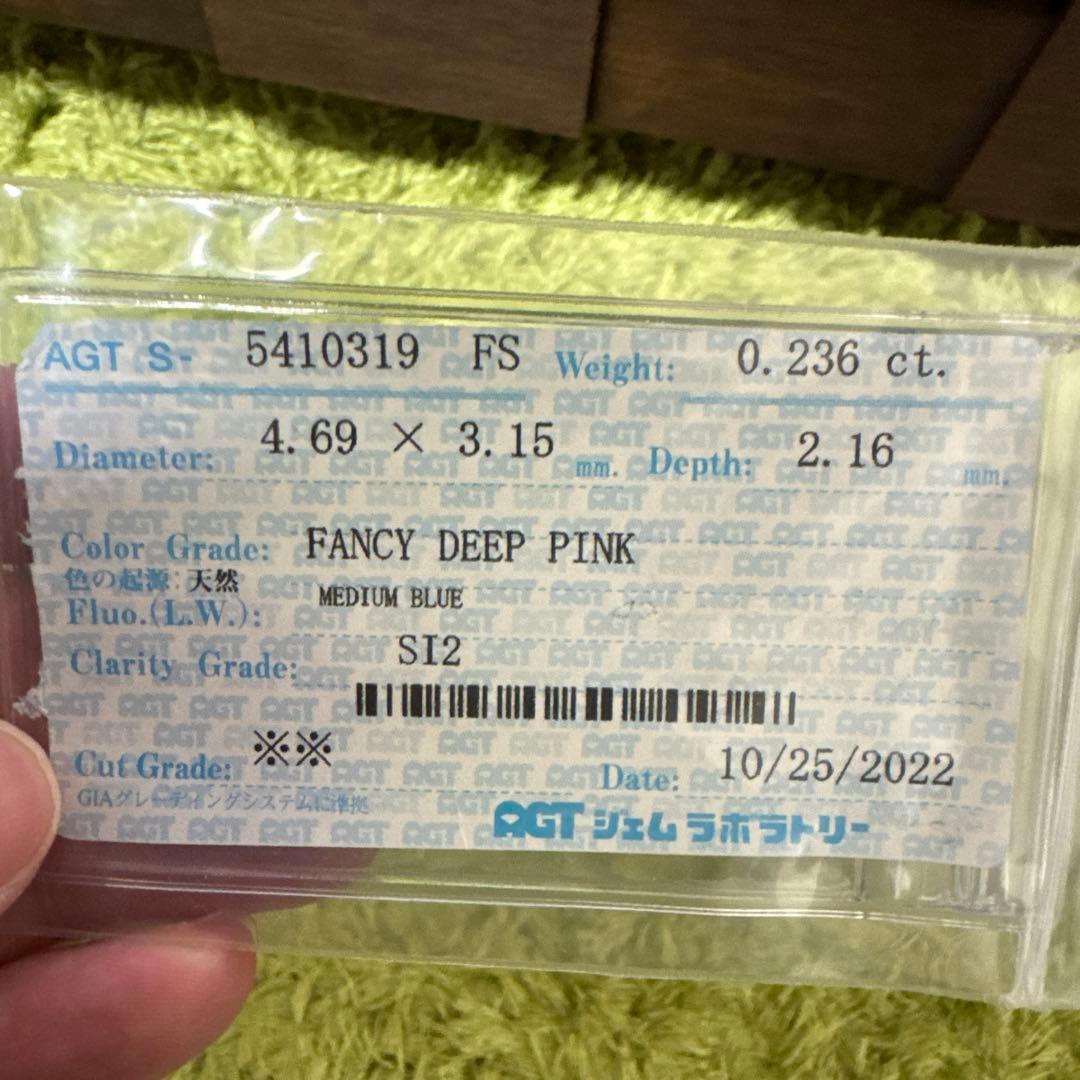 AGT S- 5410319 FS Weight: 0.236 ct.
Diameter: 4.69 × 3.15 mm. Depth: 2.16 mm.
Color Grade: FANCY DEEP PINK
色の起源: 天然
Fluo.(L.W.): MEDIUM BLUE
Clarity Grade: SI2
Cut Grade: ※※ Date: 10/25/2022
GIAグレーディングシステムに準拠
AGT ジェムラボラトリー